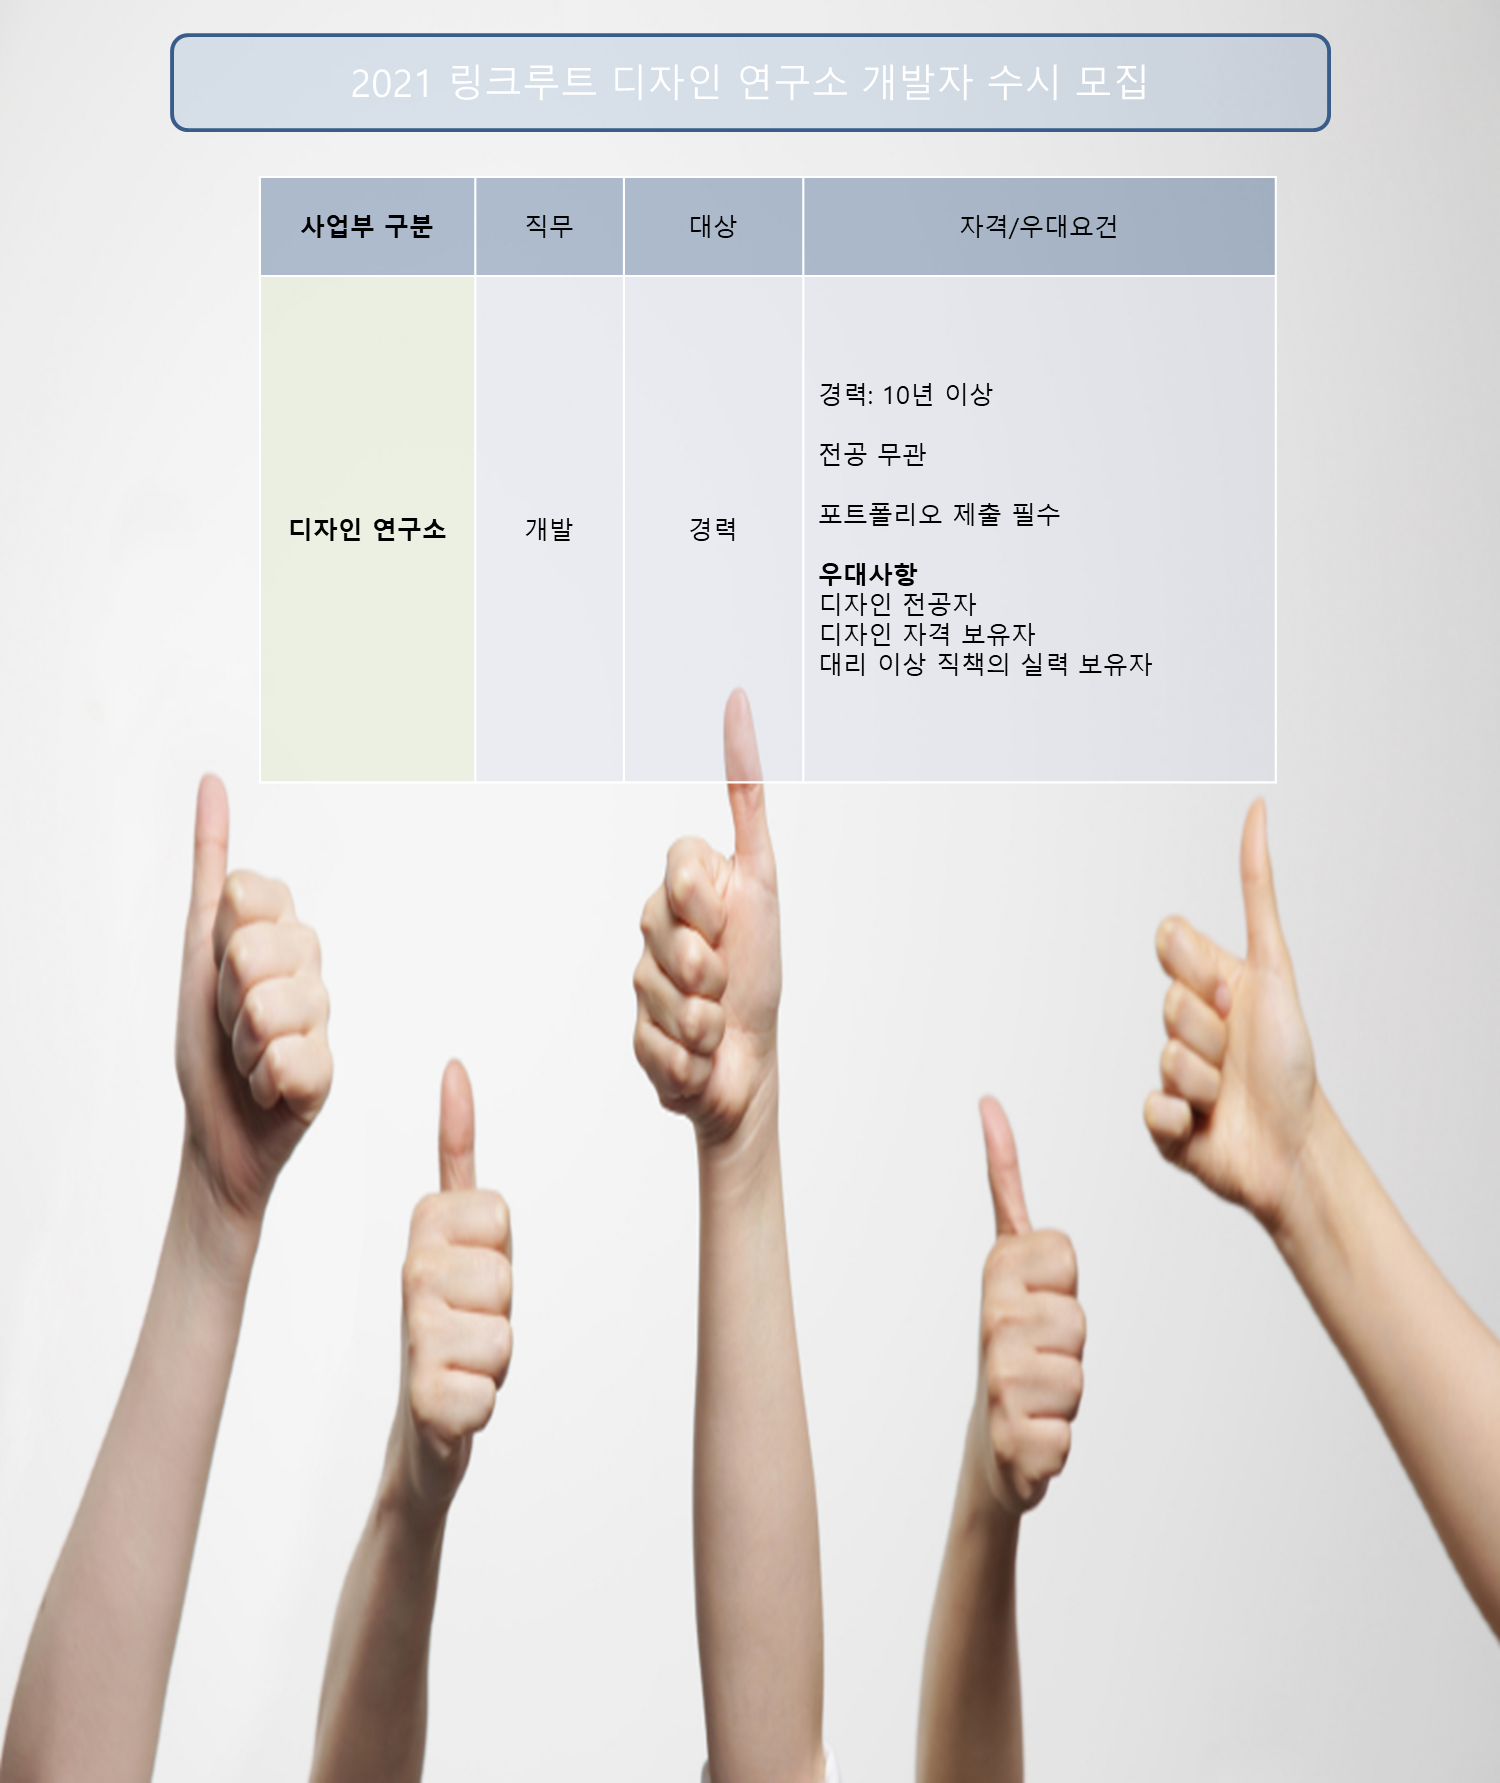 2021 링크루트 디자인 연구소 개발자 수시 모집
사업부 구분 직무 대상 자격/우대요건
디자인 연구소 개발 경력
경력: 10년 이상
전공 무관
포트폴리오 제출 필수
우대사항
디자인 전공자
디자인 자격 보유자
대리 이상 직책의 실력 보유자